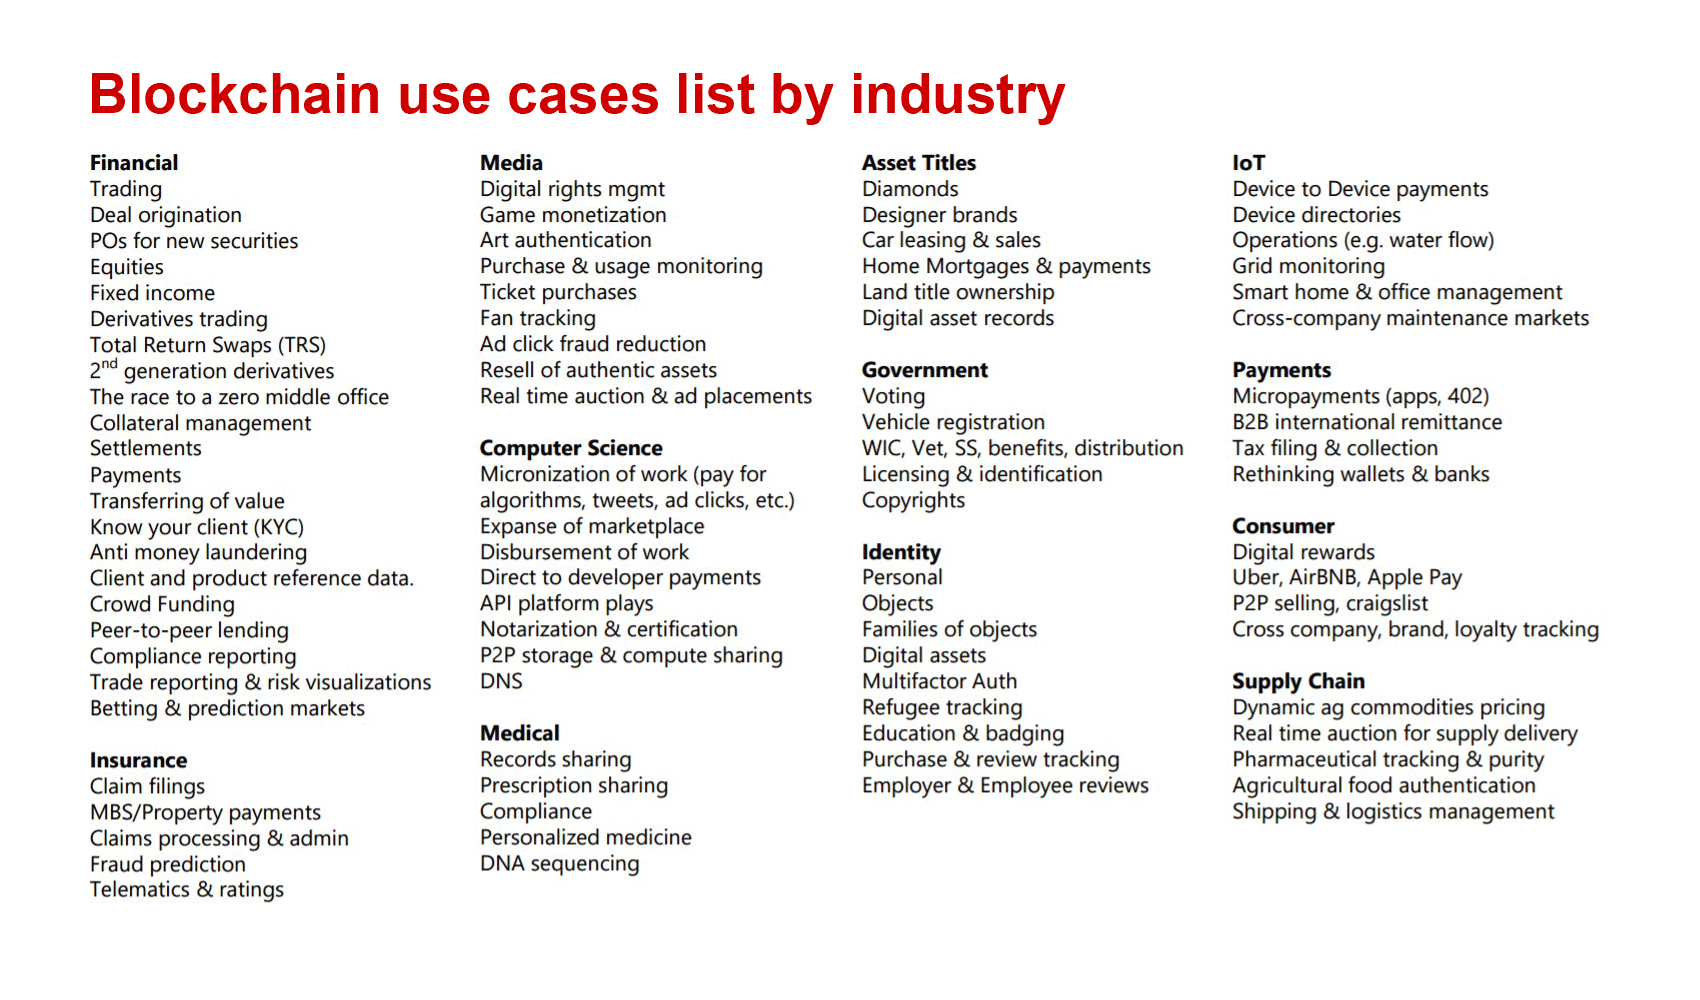 Blockchain use cases list by industry
Financial
Trading
Deal origination
POs for new securities
Equities
Fixed income
Derivatives trading
Total Return Swaps (TRS)
2nd generation derivatives
The race to a zero middle office
Collateral management
Settlements
Payments
Transferring of value
Know your client (KYC)
Anti money laundering
Client and product reference data.
Crowd Funding
Peer-to-peer lending
Compliance reporting
Trade reporting & risk visualizations
Betting & prediction markets
Insurance
Claim filings
MBS/Property payments
Claims processing & admin
Fraud prediction
Telematics & ratings
Media
Digital rights mgmt
Game monetization
Art authentication
Purchase & usage monitoring
Ticket purchases
Fan tracking
Ad click fraud reduction
Resell of authentic assets
Real time auction & ad placements
Computer Science
Micronization of work (pay for
algorithms, tweets, ad clicks, etc.)
Expanse of marketplace
Disbursement of work
Direct to developer payments
API platform plays
Notarization & certification
P2P storage & compute sharing
DNS
Medical
Records sharing
Prescription sharing
Compliance
Personalized medicine
DNA sequencing
Asset Titles
Diamonds
Designer brands
Car leasing & sales
Home Mortgages & payments
Land title ownership
Digital asset records
Government
Voting
Vehicle registration
WIC, Vet, SS, benefits, distribution
Licensing & identification
Copyrights
Identity
Personal
Objects
Families of objects
Digital assets
Multifactor Auth
Refugee tracking
Education & badging
Purchase & review tracking
Employer & Employee reviews
IoT
Device to Device payments
Device directories
Operations (e.g. water flow)
Grid monitoring
Smart home & office management
Cross-company maintenance markets
Payments
Micropayments (apps, 402)
B2B international remittance
Tax filing & collection
Rethinking wallets & banks
Consumer
Digital rewards
Uber, AirBNB, Apple Pay
P2P selling, craigslist
Cross company, brand, loyalty tracking
Supply Chain
Dynamic ag commodities pricing
Real time auction for supply delivery
Pharmaceutical tracking & purity
Agricultural food authentication
Shipping & logistics management